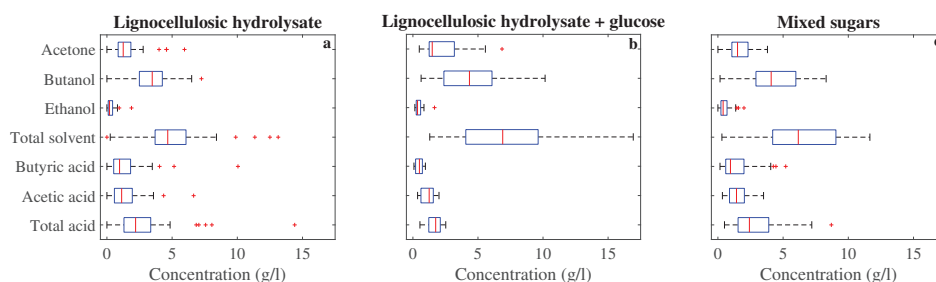 Lignocellulosic hydrolysate
Lignocellulosic hydrolysate + glucose
Mixed sugars
a
b
Acetone
Butanol
Ethanol
Total solvent
Butyric acid
Acetic acid
Total acid
0 5 10 15
0 5 10 15
0 5 10 15
Concentration (g/l)
Concentration (g/l)
Concentration (g/l)